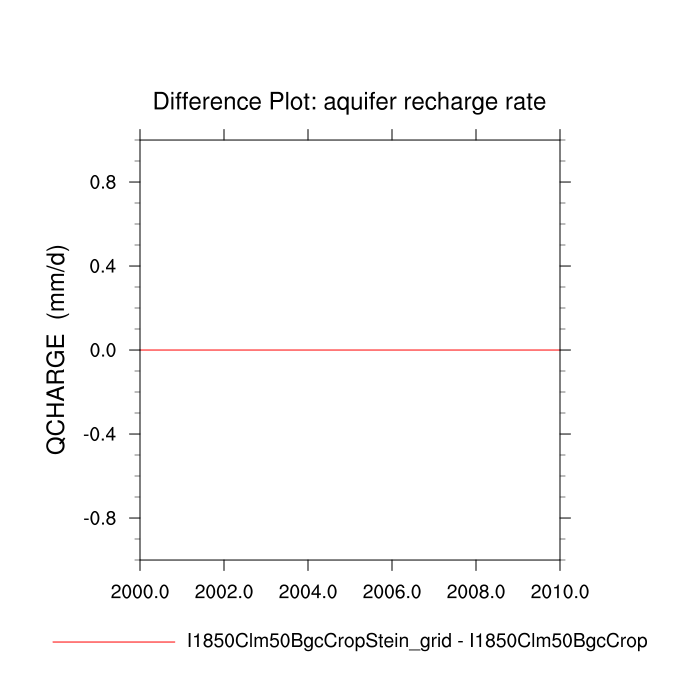 Difference Plot: aquifer recharge rate
QCHARGE (mm/d)
0.8
0.4
0.0
-0.4
-0.8
2000.0 2002.0 2004.0 2006.0 2008.0 2010.0
I1850Clm50BgcCropStein_grid - I1850Clm50BgcCrop